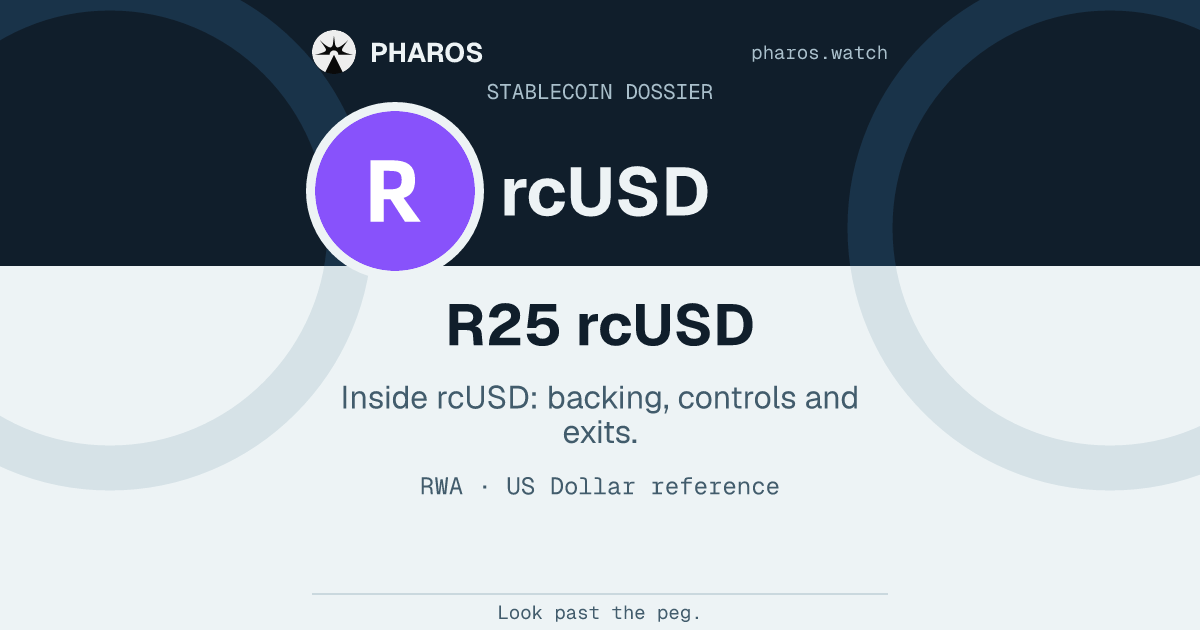 PHAROS
pharos.watch
STABLECOIN DOSSIER
R
rcUSD
R25 rcUSD
Inside rcUSD: backing, controls and
exits.
RWA · US Dollar reference
Look past the peg.